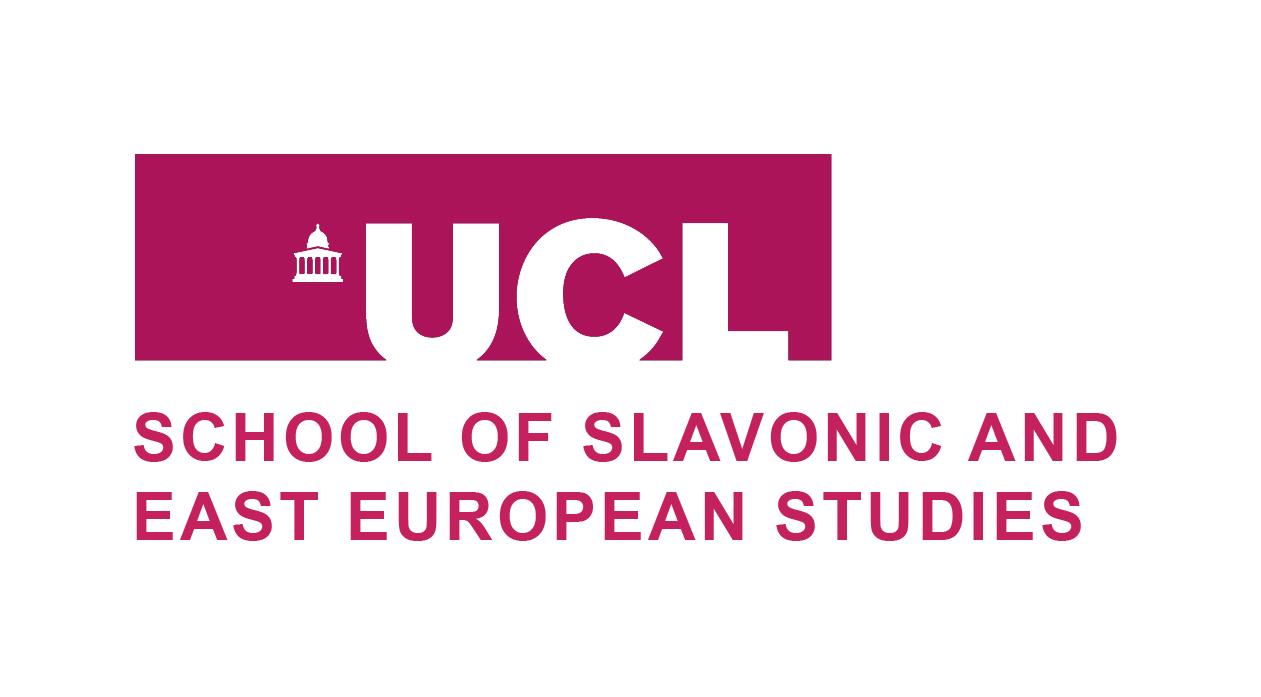 UCL
SCHOOL OF SLAVONIC AND
EAST EUROPEAN STUDIES